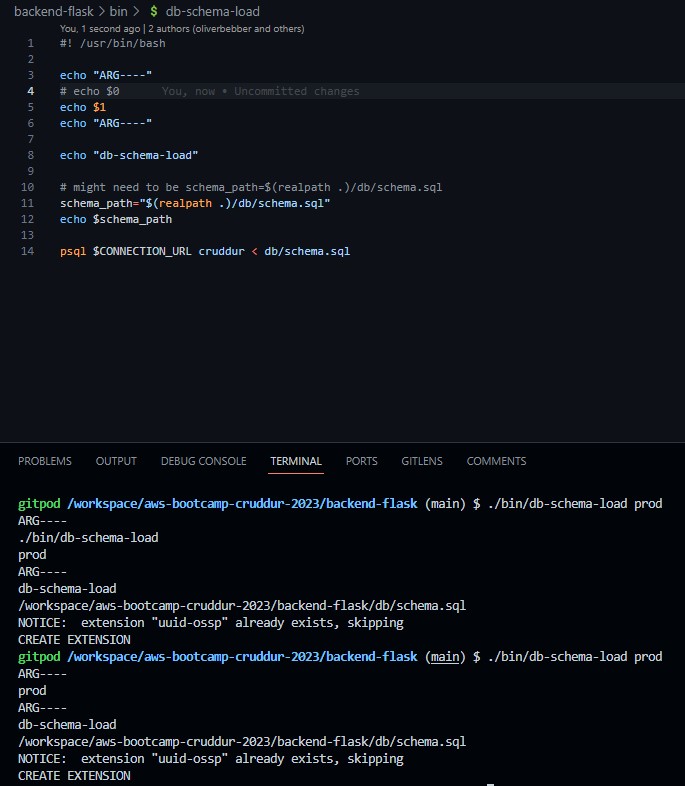 backend-flask > bin > $ db-schema-load
You, 1 second ago | 2 authors (oliverbebber and others)
1 #! /usr/bin/bash
2
3 echo "ARG----"
4 # echo $0 You, now • Uncommitted changes
5 echo $1
6 echo "ARG----"
7
8 echo "db-schema-load"
9
10 # might need to be schema_path=$(realpath .)/db/schema.sql
11 schema_path="$(realpath .)/db/schema.sql"
12 echo $schema_path
13
14 psql $CONNECTION_URL cruddur < db/schema.sql
PROBLEMS OUTPUT DEBUG CONSOLE TERMINAL PORTS GITLENS COMMENTS
gitpod /workspace/aws-bootcamp-cruddur-2023/backend-flask (main) $ ./bin/db-schema-load prod
ARG----
./bin/db-schema-load
prod
ARG----
db-schema-load
/workspace/aws-bootcamp-cruddur-2023/backend-flask/db/schema.sql
NOTICE:  extension "uuid-ossp" already exists, skipping
CREATE EXTENSION
gitpod /workspace/aws-bootcamp-cruddur-2023/backend-flask (main) $ ./bin/db-schema-load prod
ARG----
prod
ARG----
db-schema-load
/workspace/aws-bootcamp-cruddur-2023/backend-flask/db/schema.sql
NOTICE:  extension "uuid-ossp" already exists, skipping
CREATE EXTENSION